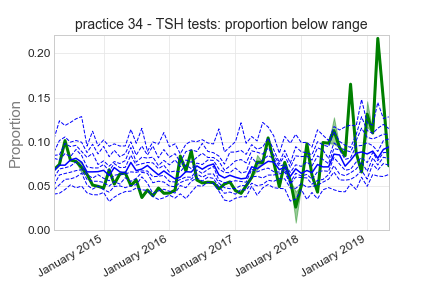 practice 34 - TSH tests: proportion below range
Proportion
0.20
0.15
0.10
0.05
0.00
January 2015
January 2016
January 2017
January 2018
January 2019